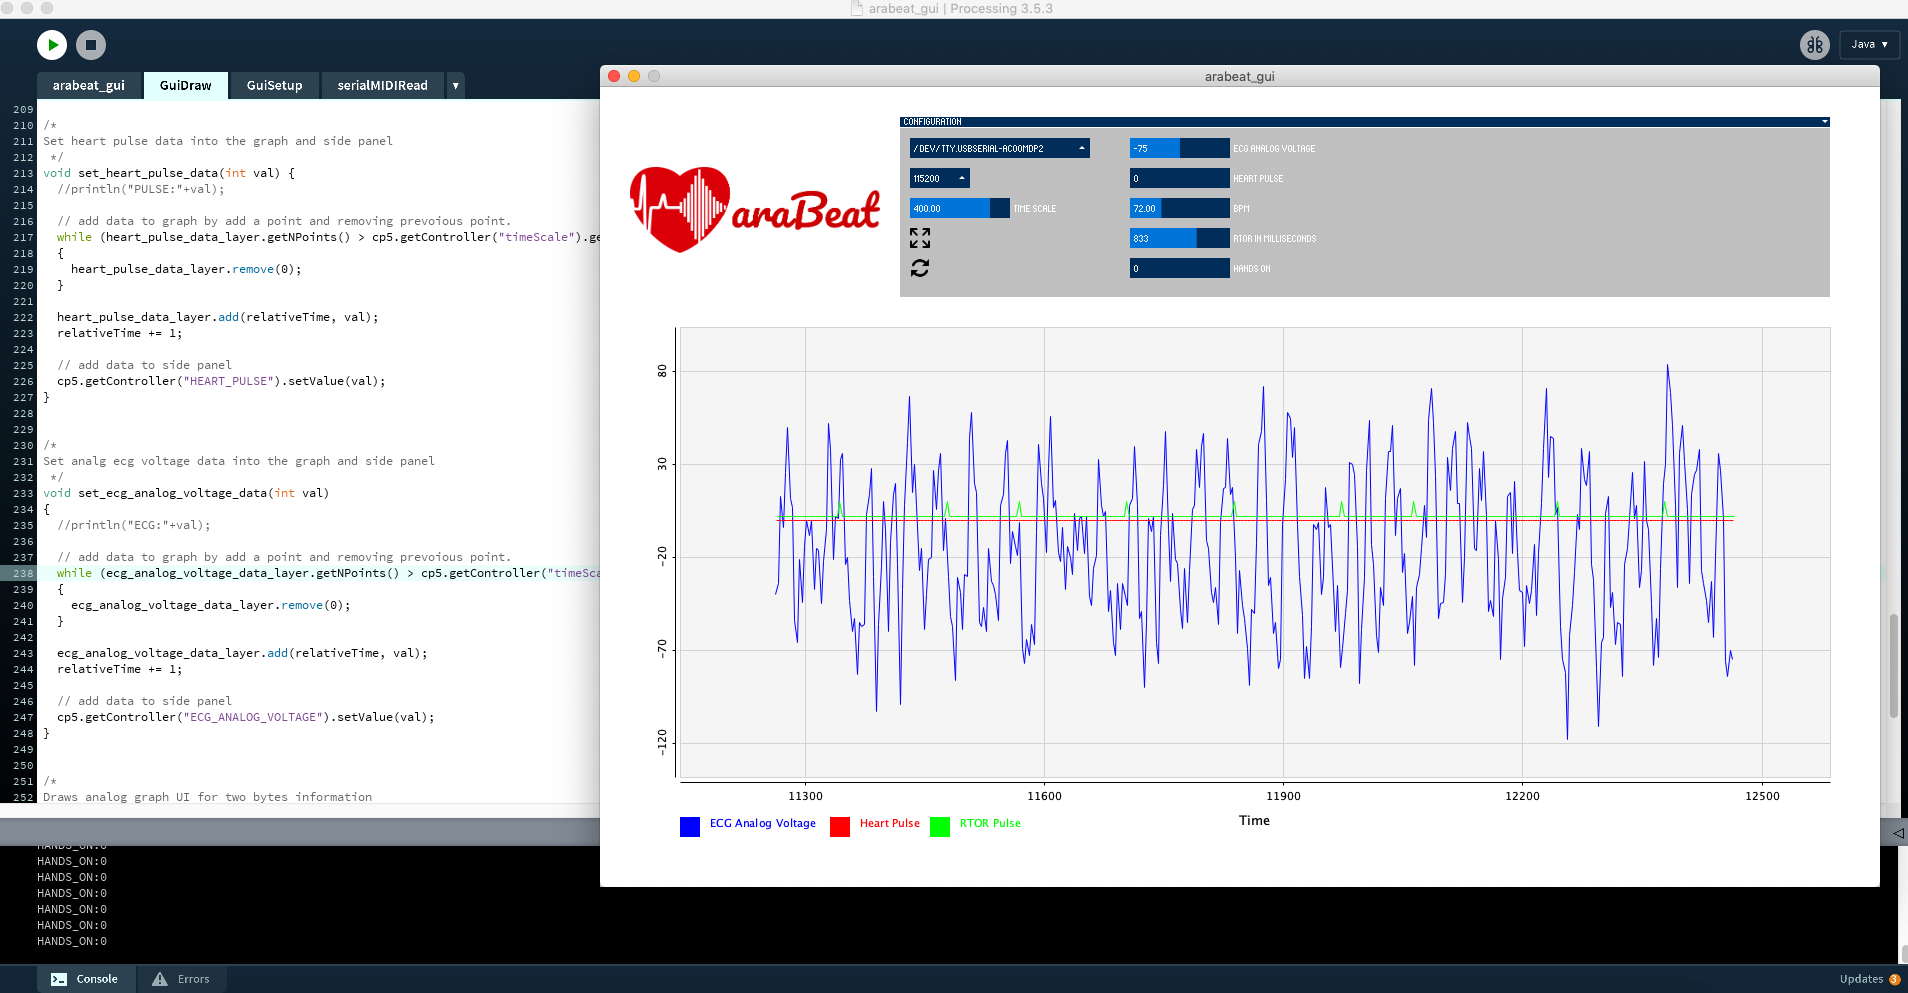 arabeat_gui | Processing 3.5.3
Java ▾
arabeat_gui
GuiDraw
GuiSetup
serialMIDIRead
▾
209
210 /*
211 Set heart pulse data into the graph and side panel
212 */
213 void set_heart_pulse_data(int val) {
214 //println("PULSE:"+val);
215
216 // add data to graph by add a point and removing prevoious point.
217 while (heart_pulse_data_layer.getNPoints() > cp5.getController("timeScale").ge
218 {
219 heart_pulse_data_layer.remove(0);
220 }
221
222 heart_pulse_data_layer.add(relativeTime, val);
223 relativeTime += 1;
224
225 // add data to side panel
226 cp5.getController("HEART_PULSE").setValue(val);
227 }
228
229
230 /*
231 Set analg ecg voltage data into the graph and side panel
232 */
233 void set_ecg_analog_voltage_data(int val)
234 {
235 //println("ECG:"+val);
236
237 // add data to graph by add a point and removing prevoious point.
238 while (ecg_analog_voltage_data_layer.getNPoints() > cp5.getController("timeSca
239 {
240 ecg_analog_voltage_data_layer.remove(0);
241 }
242
243 ecg_analog_voltage_data_layer.add(relativeTime, val);
244 relativeTime += 1;
245
246 // add data to side panel
247 cp5.getController("ECG_ANALOG_VOLTAGE").setValue(val);
248 }
249
250
251 /*
252 Draws analog graph UI for two bytes information
arabeat_gui
araBeat
CONFIGURATION
/DEV/TTY.USBSERIAL-AC00MDP2
115200
400.00 TIME SCALE
-75 ECG ANALOG VOLTAGE
0 HEART PULSE
72.00 BPM
833 RTOR IN MILLISECONDS
0 HANDS ON
80
30
-20
-70
-120
11300 11600 11900 12200 12500
Time
ECG Analog Voltage Heart Pulse RTOR Pulse
HANDS_ON:0
HANDS_ON:0
HANDS_ON:0
HANDS_ON:0
HANDS_ON:0
HANDS_ON:0
HANDS_ON:0
Console
Errors
Updates 3